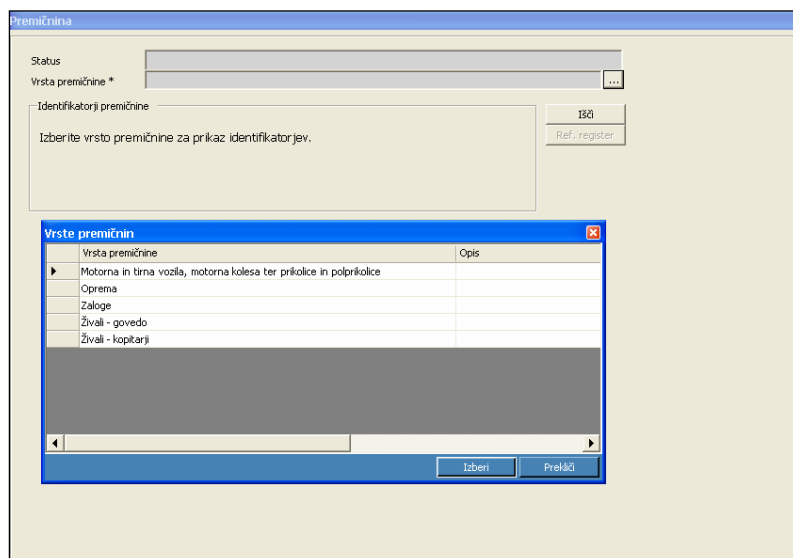 Premičnina
Status
Vrsta premičnine *
...
Identifikatorji premičnine
Izberite vrsto premičnine za prikaz identifikatorjev.
Išči
Ref. register
Vrste premičnin
Vrsta premičnine Opis
Motorna in tirna vozila, motorna kolesa ter prikolice in polprikolice
Oprema
Zaloge
Živali - govedo
Živali - kopitarji
Izberi Prekliči